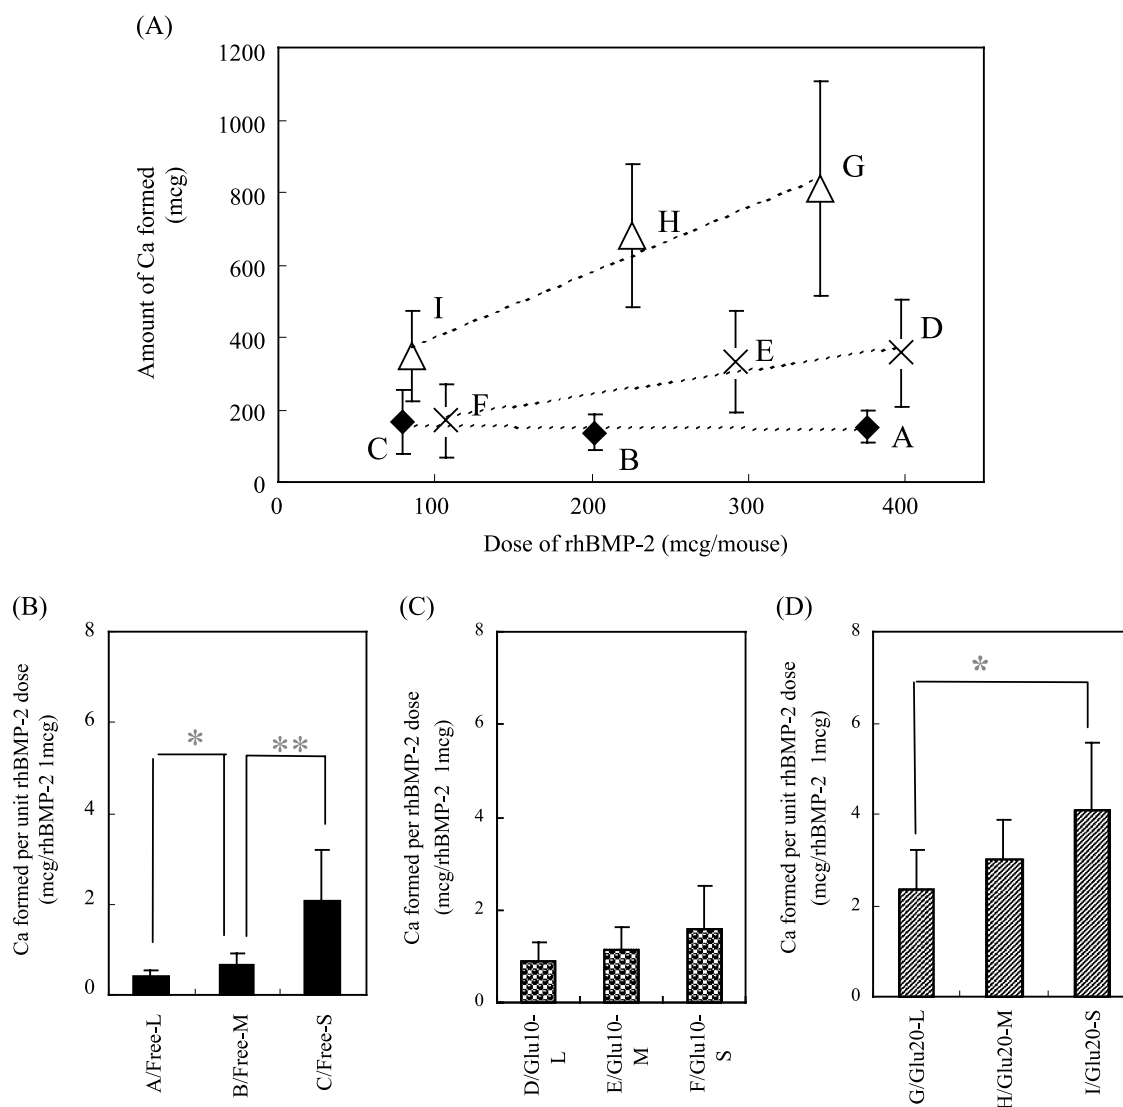 (A)
1200
1000
800
600
400
200
0
Amount of Ca formed
(mcg)
G
H
I
D
E
F
C
B
A
0
100
200
300
400
Dose of rhBMP-2 (mcg/mouse)
(B)
8
6
4
2
0
Ca formed per unit rhBMP-2 dose
(mcg/rhBMP-2 1mcg)
*
**
A/Free-L
B/Free-M
C/Free-S
(C)
8
6
4
2
0
Ca formed per rhBMP-2 dose
(mcg/rhBMP-2 1mcg)
D/Glu10-
L
E/Glu10-
M
F/Glu10-
S
(D)
8
6
4
2
0
Ca formed per unit rhBMP-2 dose
(mcg/rhBMP-2 1mcg)
*
G/Glu20-L
H/Glu20-M
I/Glu20-S